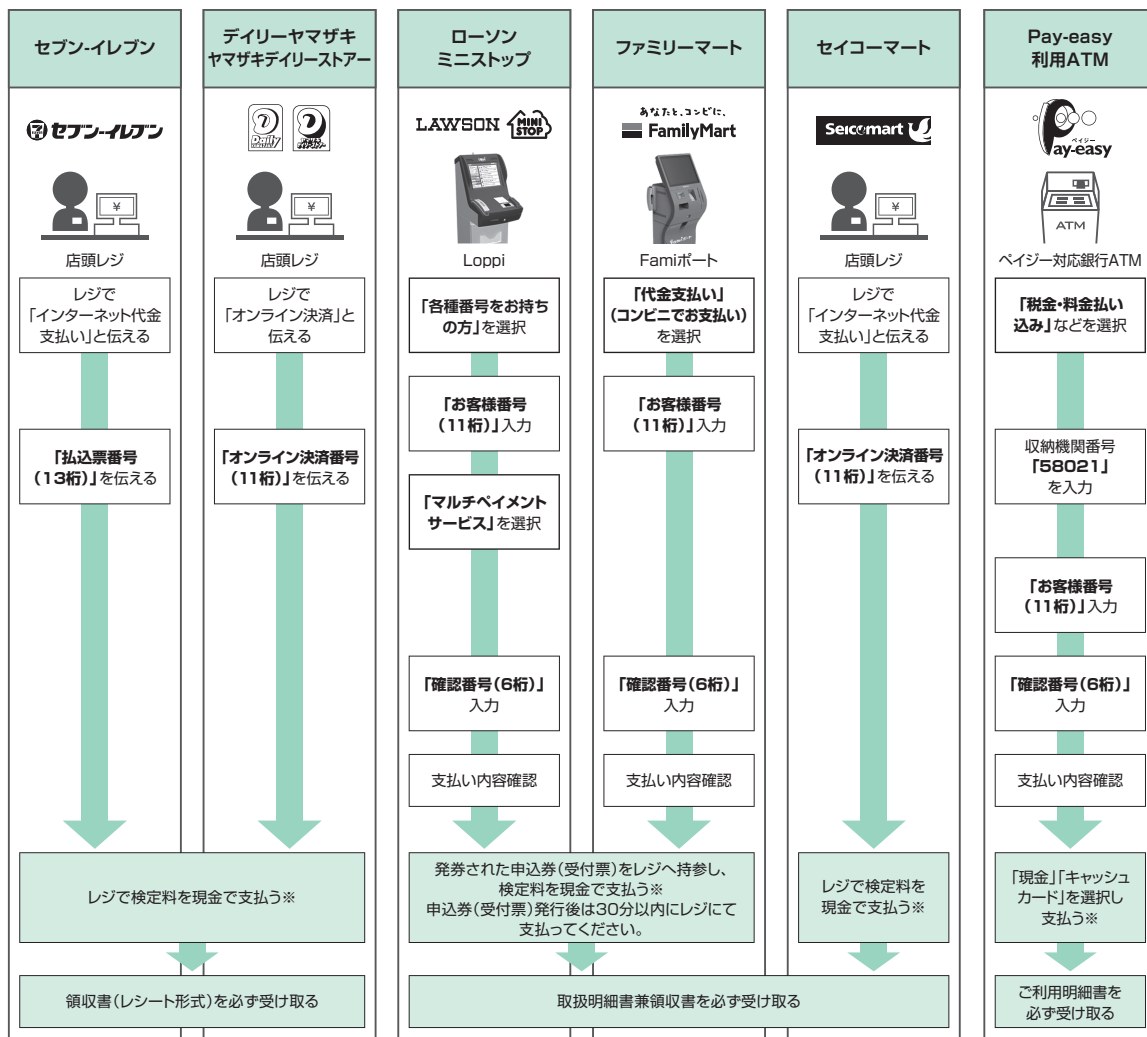 セブン-イレブン
デイリーヤマザキ
ヤマザキデイリーストアー
ローソン
ミニストップ
ファミリーマート
セイコーマート
Pay-easy
利用ATM
セブン-イレブン
Daily
LAWSON
MINI
STOP
あなたと、コンビに、
FamilyMart
Seicomart
ペイジー
Pay-easy
¥
¥
¥
ATM
店頭レジ
店頭レジ
Loppi
Famiポート
店頭レジ
ペイジー対応銀行ATM
レジで
「インターネット代金
支払い」と伝える
レジで
「オンライン決済」と
伝える
「各種番号をお持ち
の方」を選択
「代金支払い」
(コンビニでお支払い)
を選択
レジで
「インターネット代金
支払い」と伝える
「税金・料金払い
込み」などを選択
「お客様番号
(11桁)」入力
「お客様番号
(11桁)」入力
「払込票番号
(13桁)」を伝える
「オンライン決済番号
(11桁)」を伝える
「マルチペイメント
サービス」を選択
「オンライン決済番号
(11桁)」を伝える
収納機関番号
「58021」
を入力
「お客様番号
(11桁)」入力
「確認番号(6桁)」
入力
「確認番号(6桁)」
入力
「確認番号(6桁)」
入力
支払い内容確認
支払い内容確認
支払い内容確認
レジで検定料を現金で支払う※
発券された申込券(受付票)をレジへ持参し、
検定料を現金で支払う※
申込券(受付票)発行後は30分以内にレジにて
支払ってください。
レジで検定料を
現金で支払う※
「現金」「キャッシュ
カード」を選択し
支払う※
領収書(レシート形式)を必ず受け取る
取扱明細書兼領収書を必ず受け取る
ご利用明細書を
必ず受け取る